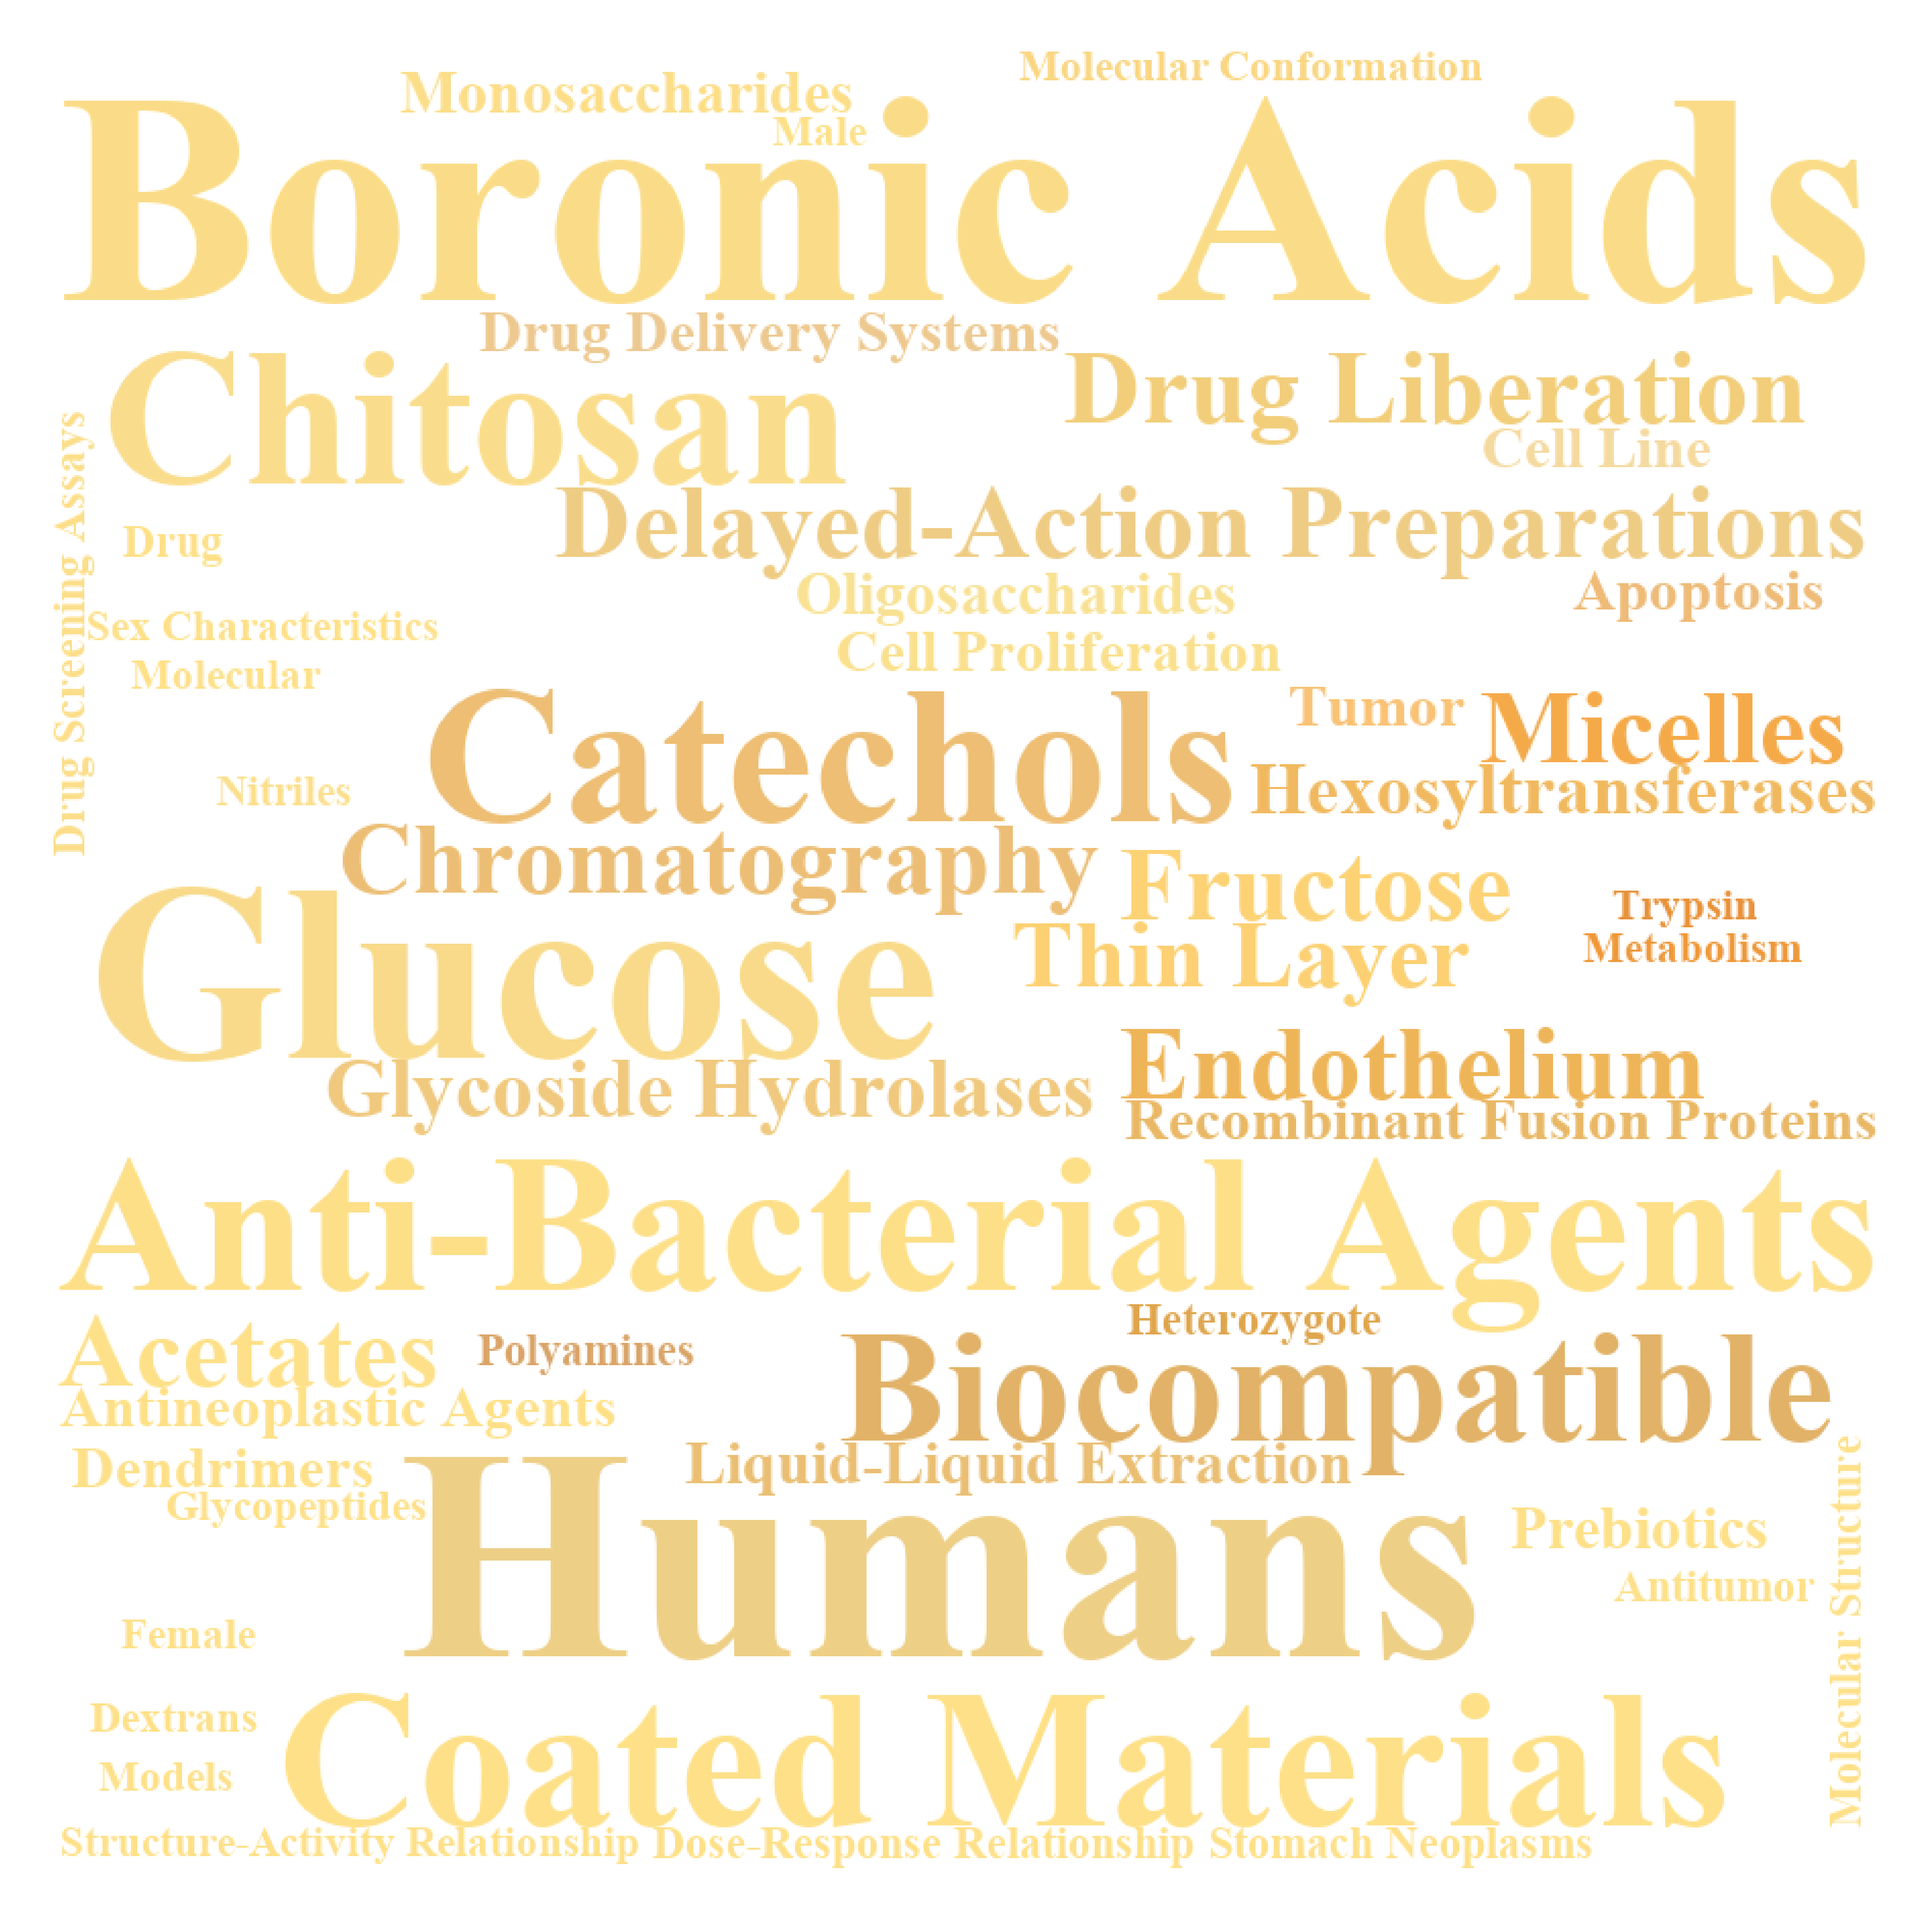 Molecular Conformation
Monosaccharides
Male
Boronic Acids
Drug Delivery Systems
Chitosan
Drug Liberation
Cell Line
Drug Screening Assays
Delayed-Action Preparations
Drug
Oligosaccharides
Apoptosis
Sex Characteristics
Cell Proliferation
Molecular
Catechols
Tumor
Micelles
Nitriles
Hexosyltransferases
Chromatography
Fructose
Trypsin
Glucose
Thin Layer
Metabolism
Glycoside Hydrolases
Endothelium
Recombinant Fusion Proteins
Anti-Bacterial Agents
Heterozygote
Acetates
Polyamines
Biocompatible
Antineoplastic Agents
Dendrimers
Liquid-Liquid Extraction
Glycopeptides
Humans
Prebiotics
Antitumor
Molecular Structure
Female
Dextrans
Coated Materials
Models
Structure-Activity Relationship
Dose-Response Relationship
Stomach Neoplasms